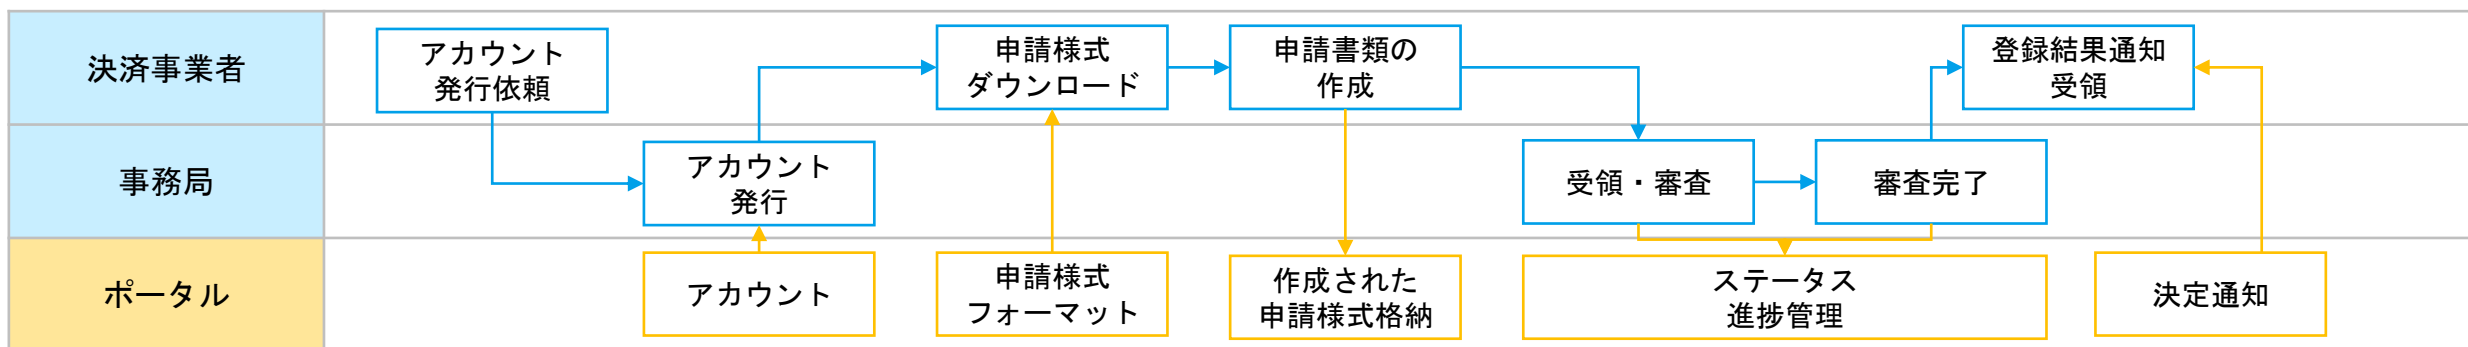 決済事業者
アカウント
発行依頼
申請様式
ダウンロード
申請書類の
作成
登録結果通知
受領
事務局
アカウント
発行
受領・審査
審査完了
ポータル
アカウント
申請様式
フォーマット
作成された
申請様式格納
ステータス
進捗管理
決定通知